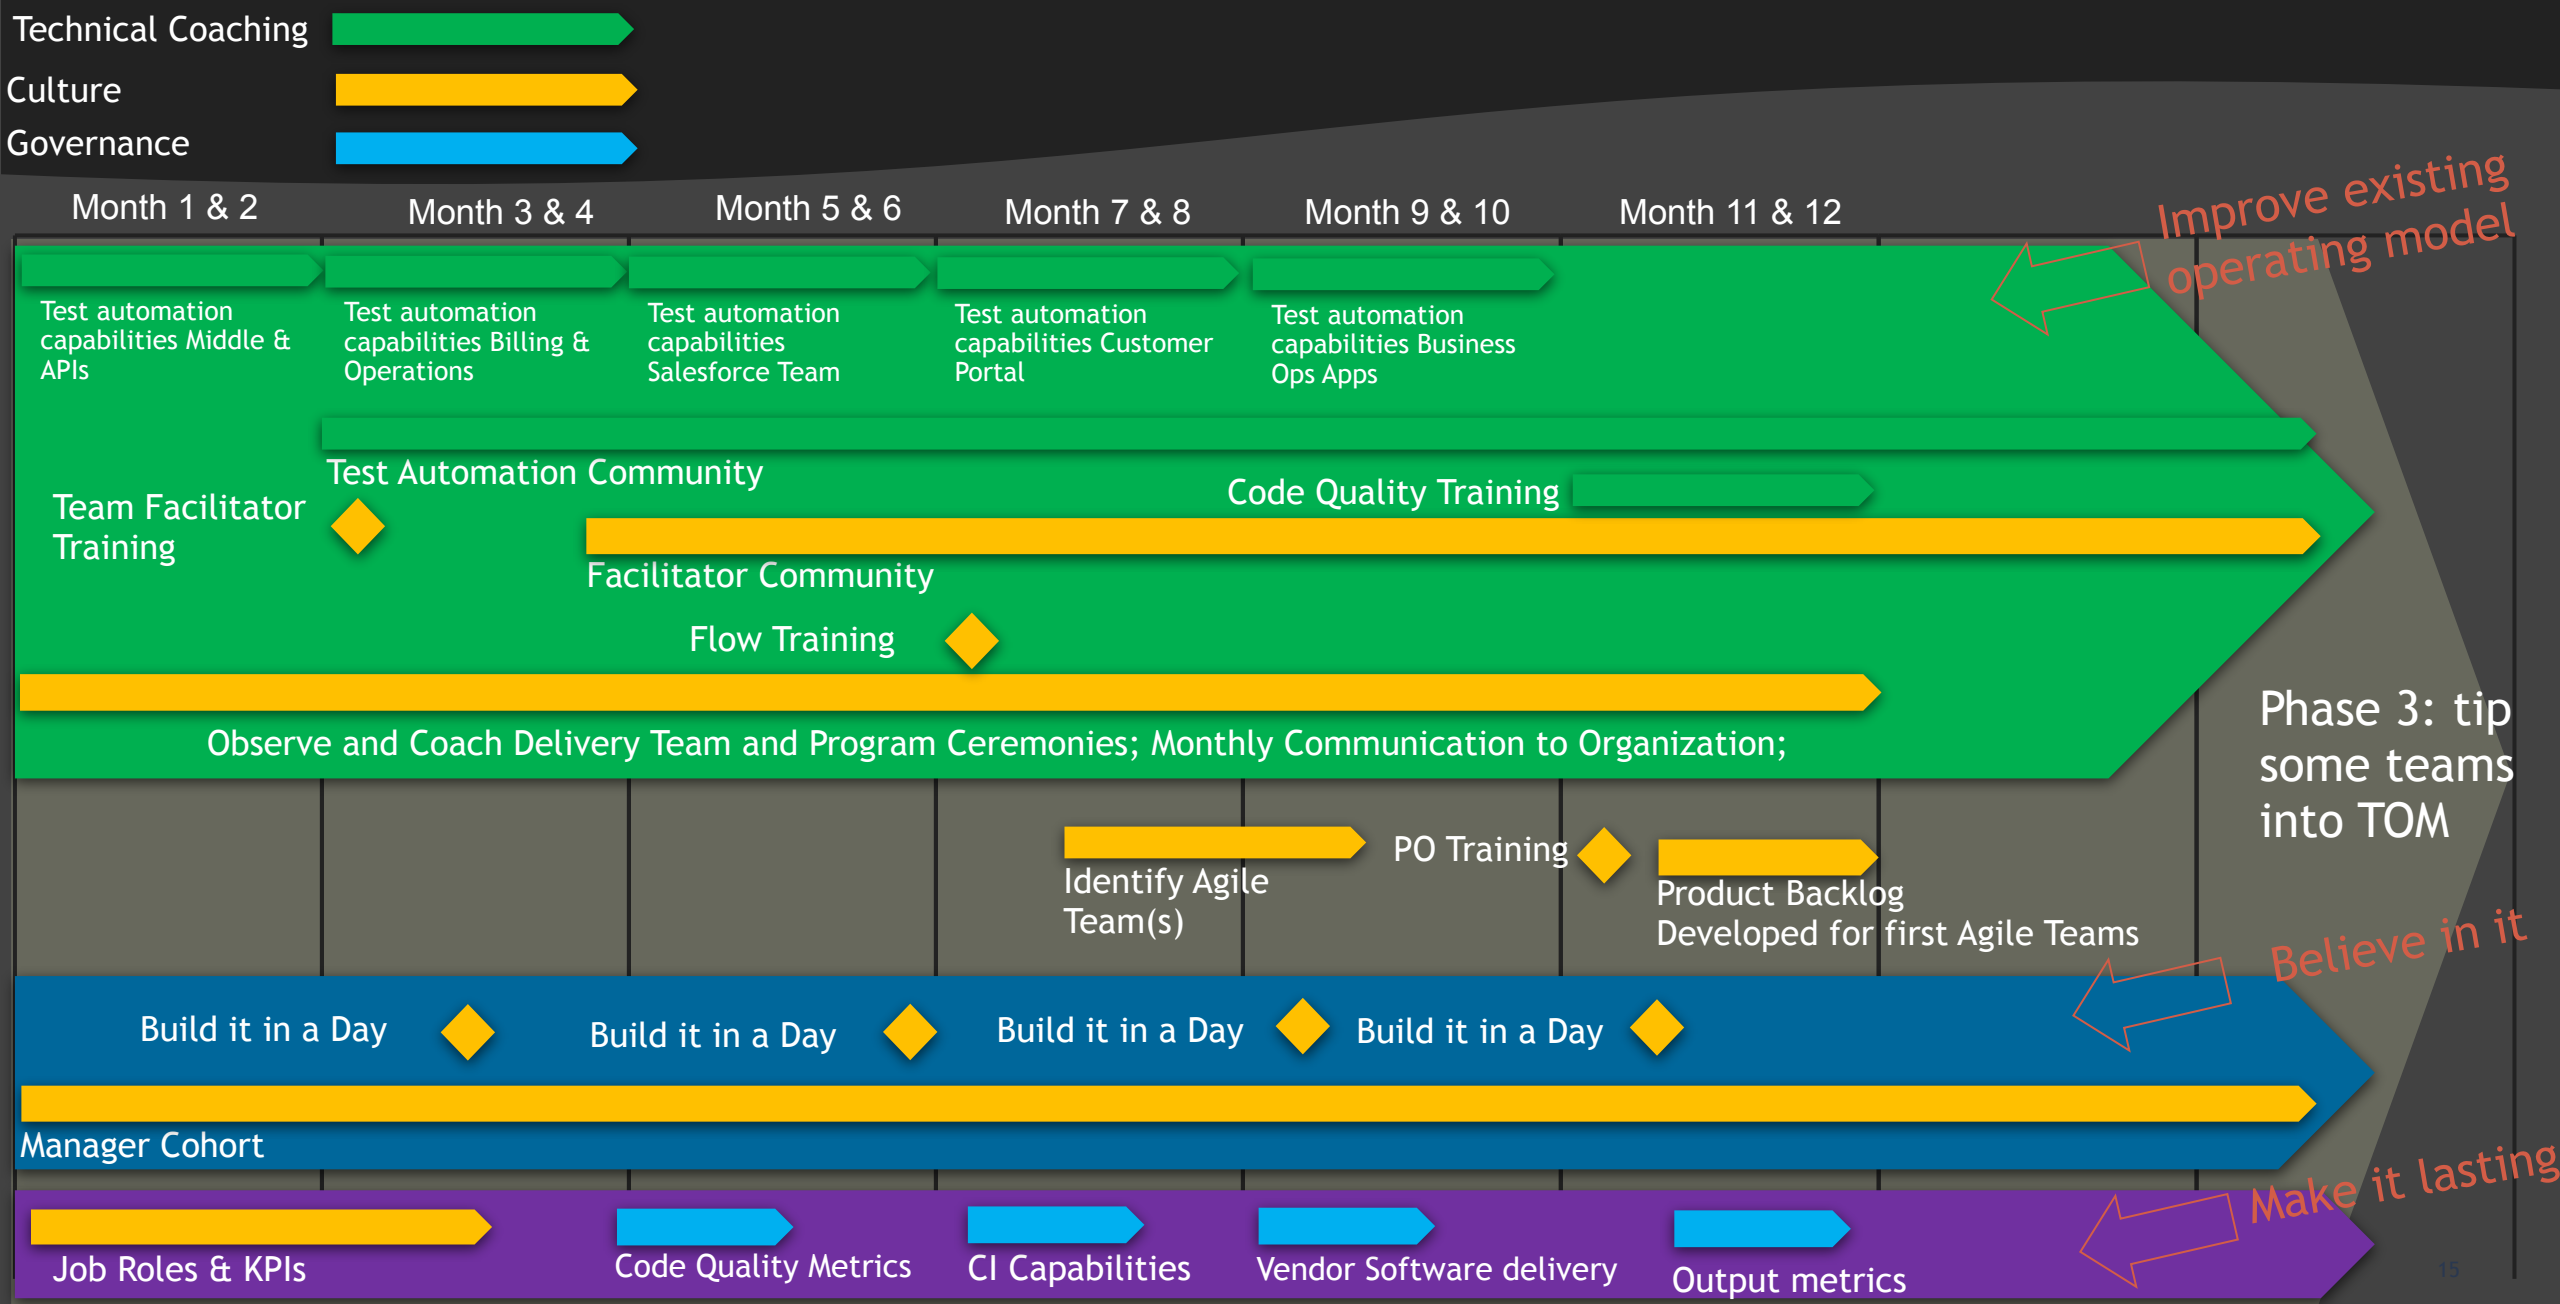 Technical Coaching
Culture
Governance
Month 1 & 2
Month 3 & 4
Month 5 & 6
Month 7 & 8
Month 9 & 10
Month 11 & 12
Improve existing
operating model
Test automation
capabilities Middle &
APIs
Test automation
capabilities Billing &
Operations
Test automation
capabilities
Salesforce Team
Test automation
capabilities Customer
Portal
Test automation
capabilities Business
Ops Apps
Test Automation Community
Code Quality Training
Team Facilitator
Training
Facilitator Community
Flow Training
Observe and Coach Delivery Team and Program Ceremonies; Monthly Communication to Organization;
Phase 3: tip
some teams
into TOM
Identify Agile
Team(s)
PO Training
Product Backlog
Developed for first Agile Teams
Believe in it
Build it in a Day
Build it in a Day
Build it in a Day
Build it in a Day
Manager Cohort
Make it lasting
Job Roles & KPIs
Code Quality Metrics
CI Capabilities
Vendor Software delivery
Output metrics
15